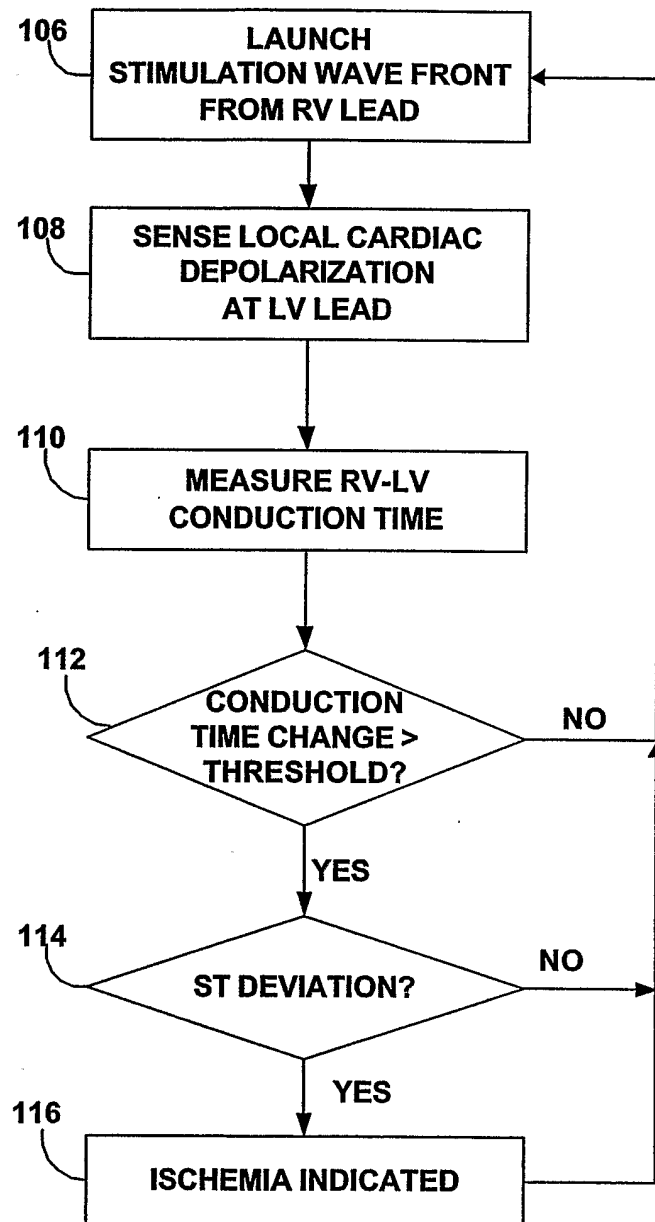 106
LAUNCH
STIMULATION WAVE FRONT
FROM RV LEAD
108
SENSE LOCAL CARDIAC
DEPOLARIZATION
AT LV LEAD
110
MEASURE RV-LV
CONDUCTION TIME
112
CONDUCTION
TIME CHANGE >
THRESHOLD?
NO
YES
114
ST DEVIATION?
NO
YES
116
ISCHEMIA INDICATED